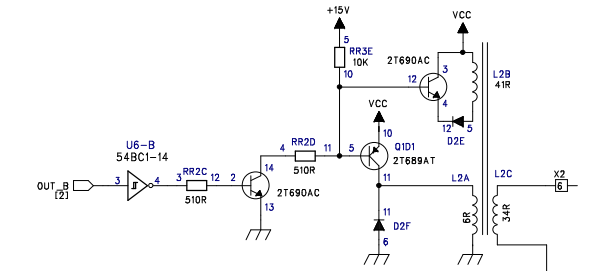 +15V
VCC
5
RR3E
10K
10
2T690AC
3
12
4
L2B
41R
VCC
12
5
D2E
10
U6-B
54BC1-14
RR2D
4
11
5
Q1D1
2T689AT
510R
RR2C
14
11
L2A
L2C
X2
OUT_B
[2]
3
4
3
12
2
6
510R
2T690AC
11
D2F
6R
34R
13
6